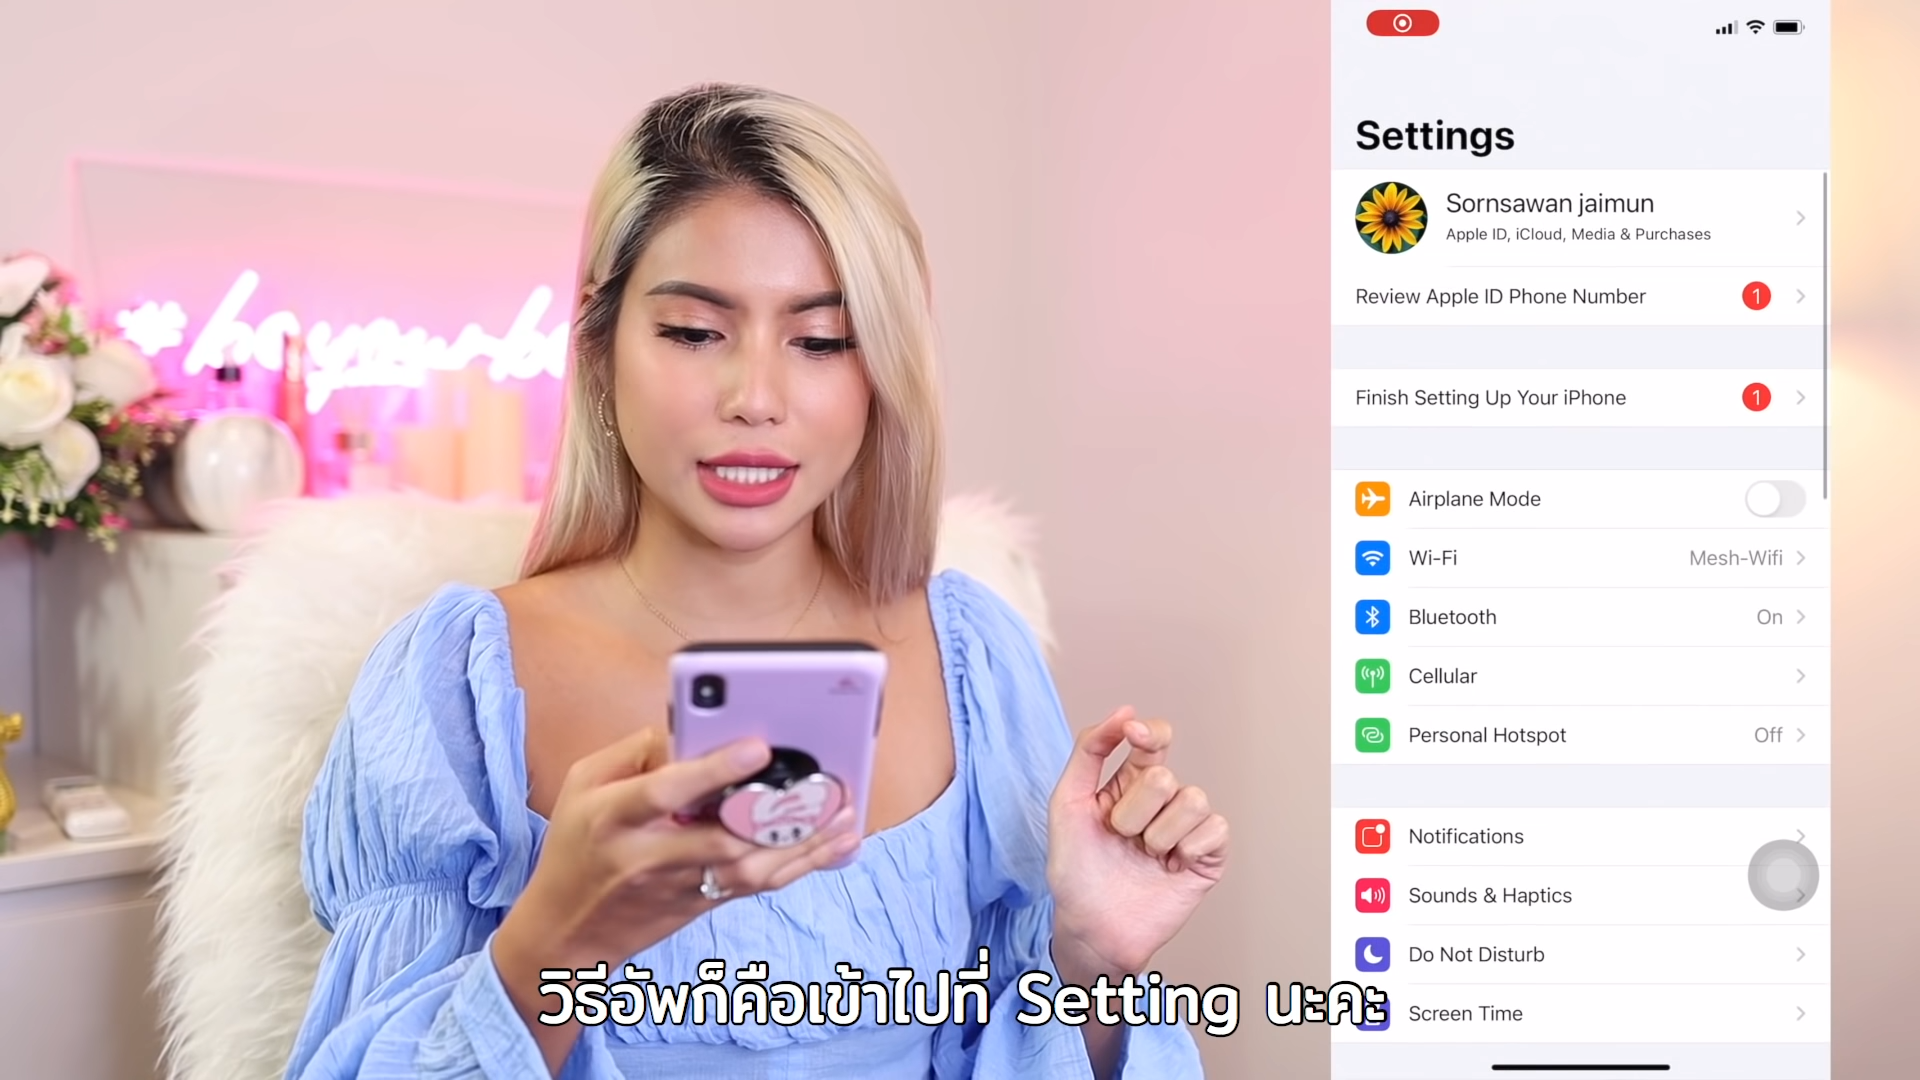 Settings
Sornsawan jaimun
Apple ID, iCloud, Media & Purchases
Review Apple ID Phone Number 1
Finish Setting Up Your iPhone 1
Airplane Mode
Wi-Fi Mesh-Wifi
Bluetooth On
Cellular
Personal Hotspot Off
Notifications
Sounds & Haptics
Do Not Disturb
Screen Time
วิธีอัพก็คือเข้าไปที่ Setting นะคะ